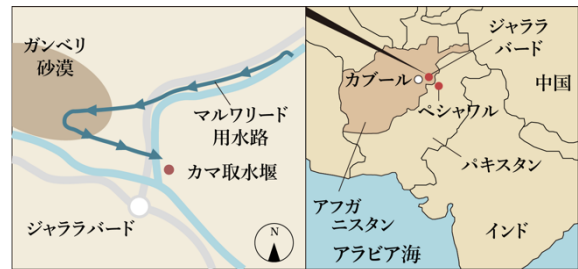 ガンベリ
砂漠
マルワリード
用水路
カマ取水堰
ジャララバード
N
ジャララ
バード
カブール
中国
ペシャワル
パキスタン
アフガ
ニスタン
インド
アラビア海